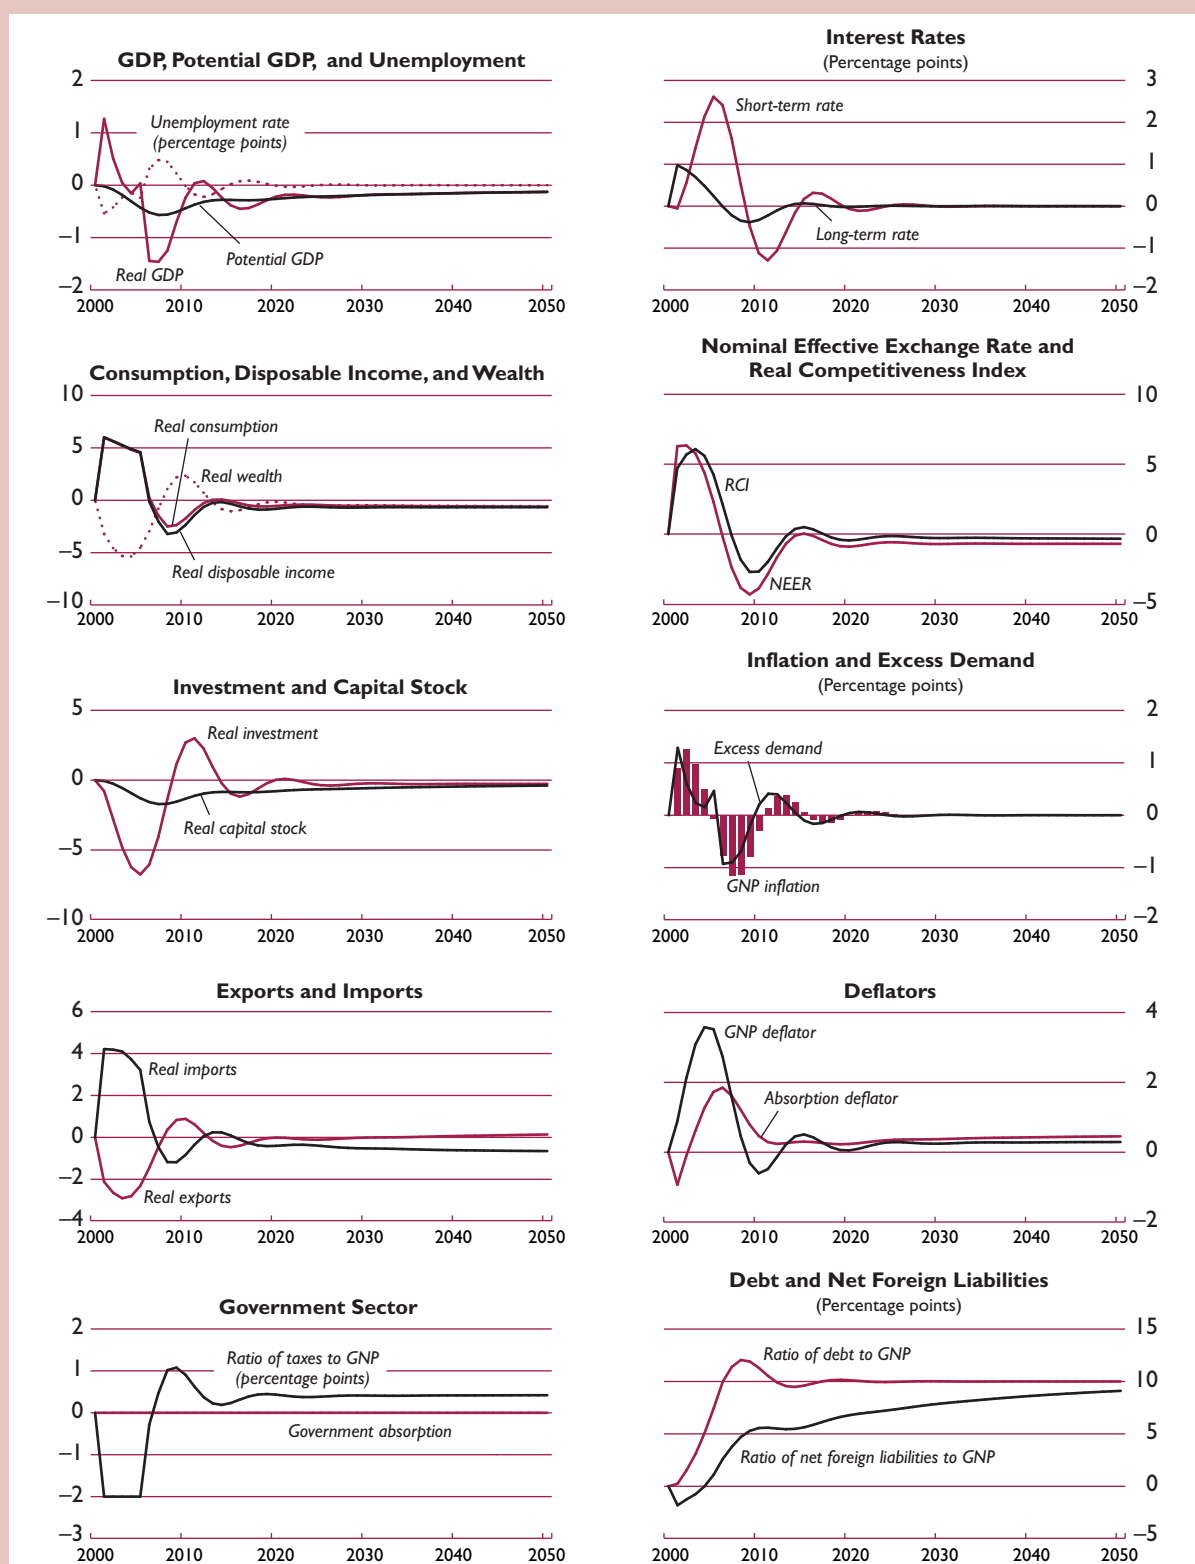 GDP, Potential GDP, and Unemployment
2
1
0
−1
−2
Unemployment rate
(percentage points)
Potential GDP
Real GDP
2000 2010 2020 2030 2040 2050
Interest Rates
(Percentage points)
3
2
1
0
−1
−2
Short-term rate
Long-term rate
2000 2010 2020 2030 2040 2050
Consumption, Disposable Income, and Wealth
10
5
0
−5
−10
Real consumption
Real wealth
Real disposable income
2000 2010 2020 2030 2040 2050
Nominal Effective Exchange Rate and
Real Competitiveness Index
10
5
0
−5
RCI
NEER
2000 2010 2020 2030 2040 2050
Investment and Capital Stock
5
0
−5
−10
Real investment
Real capital stock
2000 2010 2020 2030 2040 2050
Inflation and Excess Demand
(Percentage points)
2
1
0
−1
−2
Excess demand
GNP inflation
2000 2010 2020 2030 2040 2050
Exports and Imports
6
4
2
0
−2
−4
Real imports
Real exports
2000 2010 2020 2030 2040 2050
Deflators
4
2
0
−2
GNP deflator
Absorption deflator
2000 2010 2020 2030 2040 2050
Government Sector
2
1
0
−1
−2
−3
Ratio of taxes to GNP
(percentage points)
Government absorption
2000 2010 2020 2030 2040 2050
Debt and Net Foreign Liabilities
(Percentage points)
15
10
5
0
−5
Ratio of debt to GNP
Ratio of net foreign liabilities to GNP
2000 2010 2020 2030 2040 2050